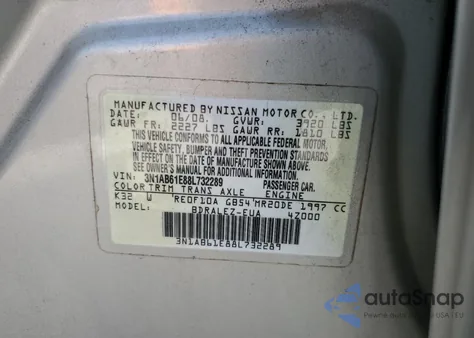 MANUFACTURED BY NISSAN MOTOR CO., LTD.
DATE: 06/08 GVWR: 3920 LBS
GAWR FR: 2227 LBS GAWR RR: 1810 LBS
THIS VEHICLE CONFORMS TO ALL APPLICABLE FEDERAL MOTOR
VEHICLE SAFETY, BUMPER AND THEFT PREVENTION STANDARDS
IN EFFECT ON THE DATE OF MANUFACTURE SHOWN ABOVE.
SEE OWNER'S MANUAL FOR ADDITIONAL INFORMATION.
VIN: 3N1AB61E88L732289 PASSENGER CAR.
COLOR TRIM TRANS AXLE ENGINE
K32 W RE0F10A GB54 MR20DE 1997 CC
MODEL: BDRALEZ-EUA 4Z000
3N1AB61E88L732289
autoSnap